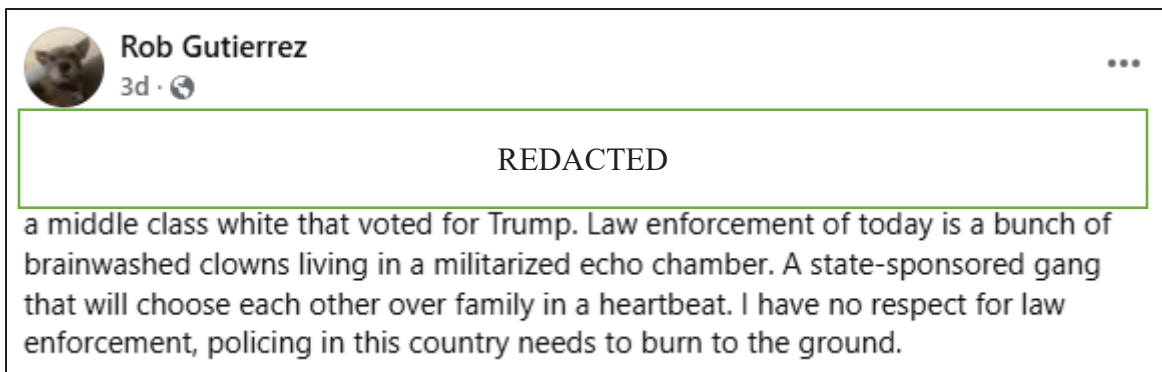 Rob Gutierrez
3d ·
REDACTED
a middle class white that voted for Trump. Law enforcement of today is a bunch of
brainwashed clowns living in a militarized echo chamber. A state-sponsored gang
that will choose each other over family in a heartbeat. I have no respect for law
enforcement, policing in this country needs to burn to the ground.